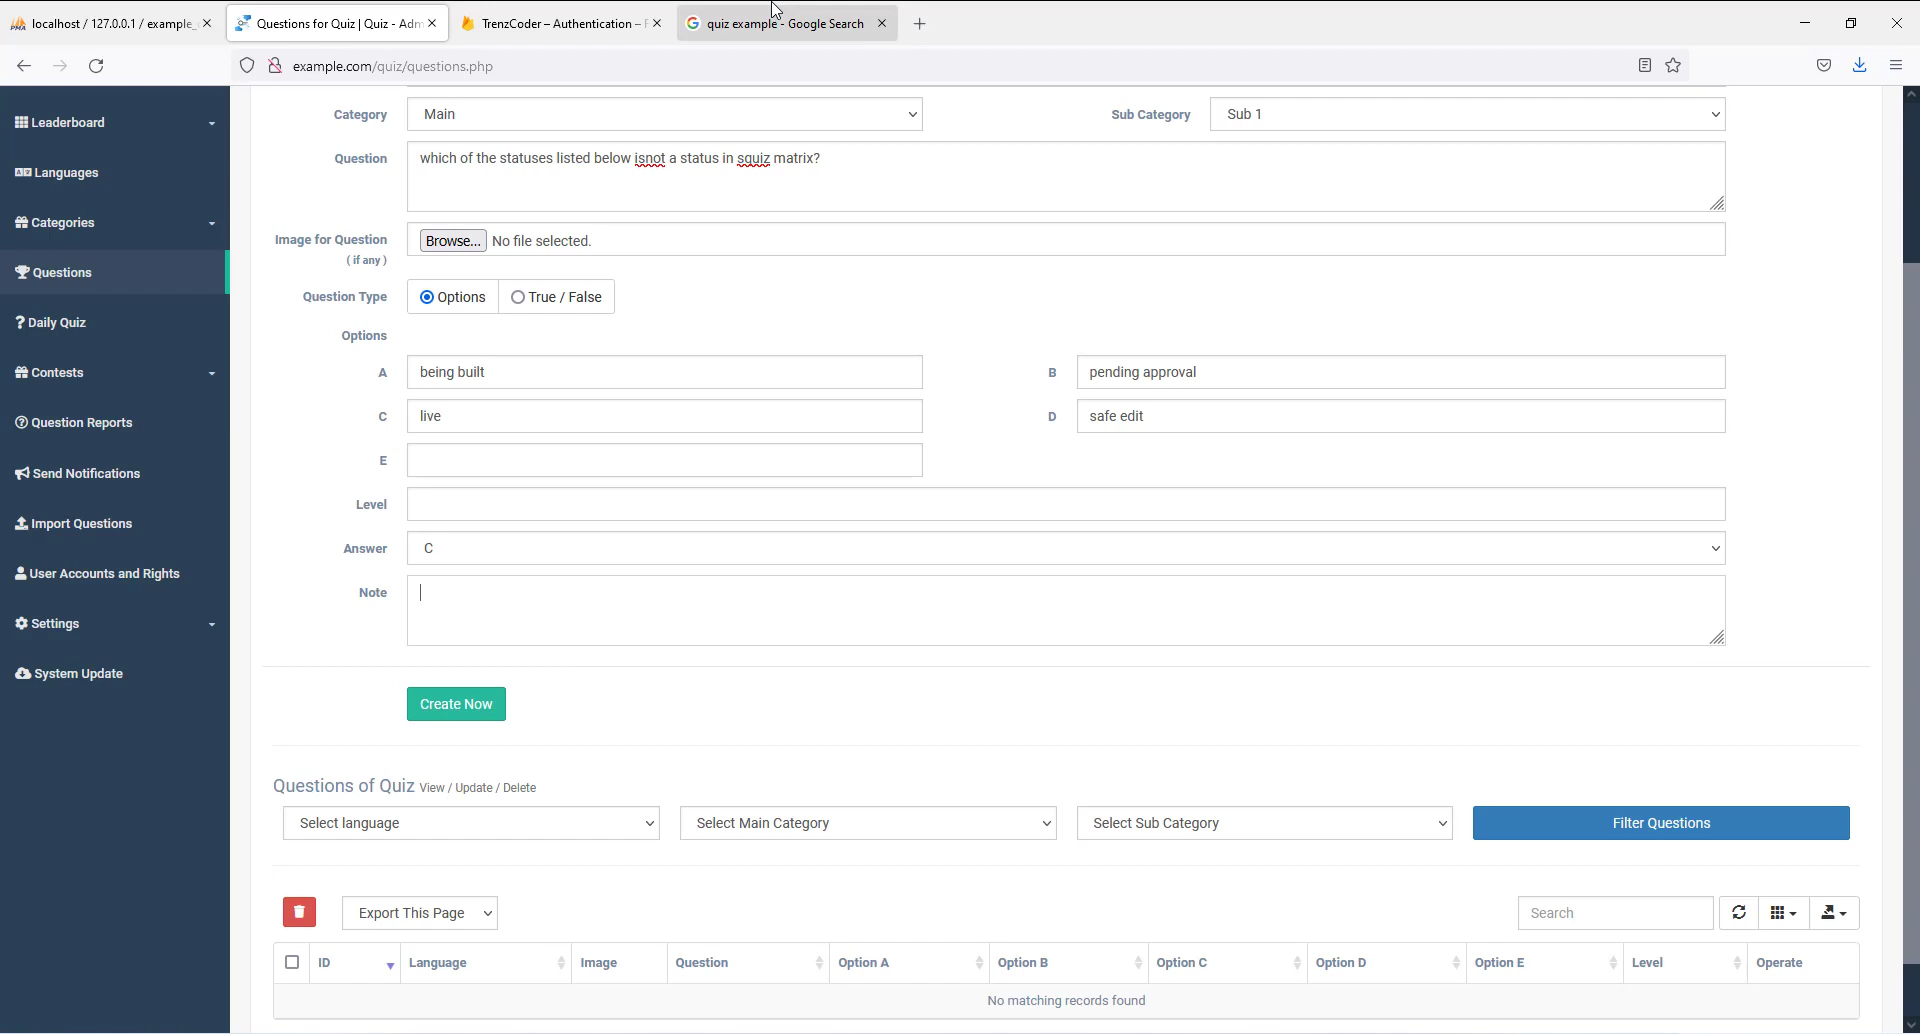 localhost / 127.0.0.1 / example_
Questions for Quiz | Quiz - Adm
TrenzCoder – Authentication –
quiz example - Google Search
example.com/quiz/questions.php
Leaderboard
Languages
Categories
Questions
Daily Quiz
Contests
Question Reports
Send Notifications
Import Questions
User Accounts and Rights
Settings
System Update
Category
Main
Sub Category
Sub 1
Question
which of the statuses listed below isnot a status in squiz matrix?
Image for Question
( if any )
Browse...
No file selected.
Question Type
Options
True / False
Options
A
being built
B
pending approval
C
live
D
safe edit
E
Level
Answer
C
Note
Create Now
Questions of Quiz View / Update / Delete
Select language
Select Main Category
Select Sub Category
Filter Questions
Export This Page
Search
ID
Language
Image
Question
Option A
Option B
Option C
Option D
Option E
Level
Operate
No matching records found